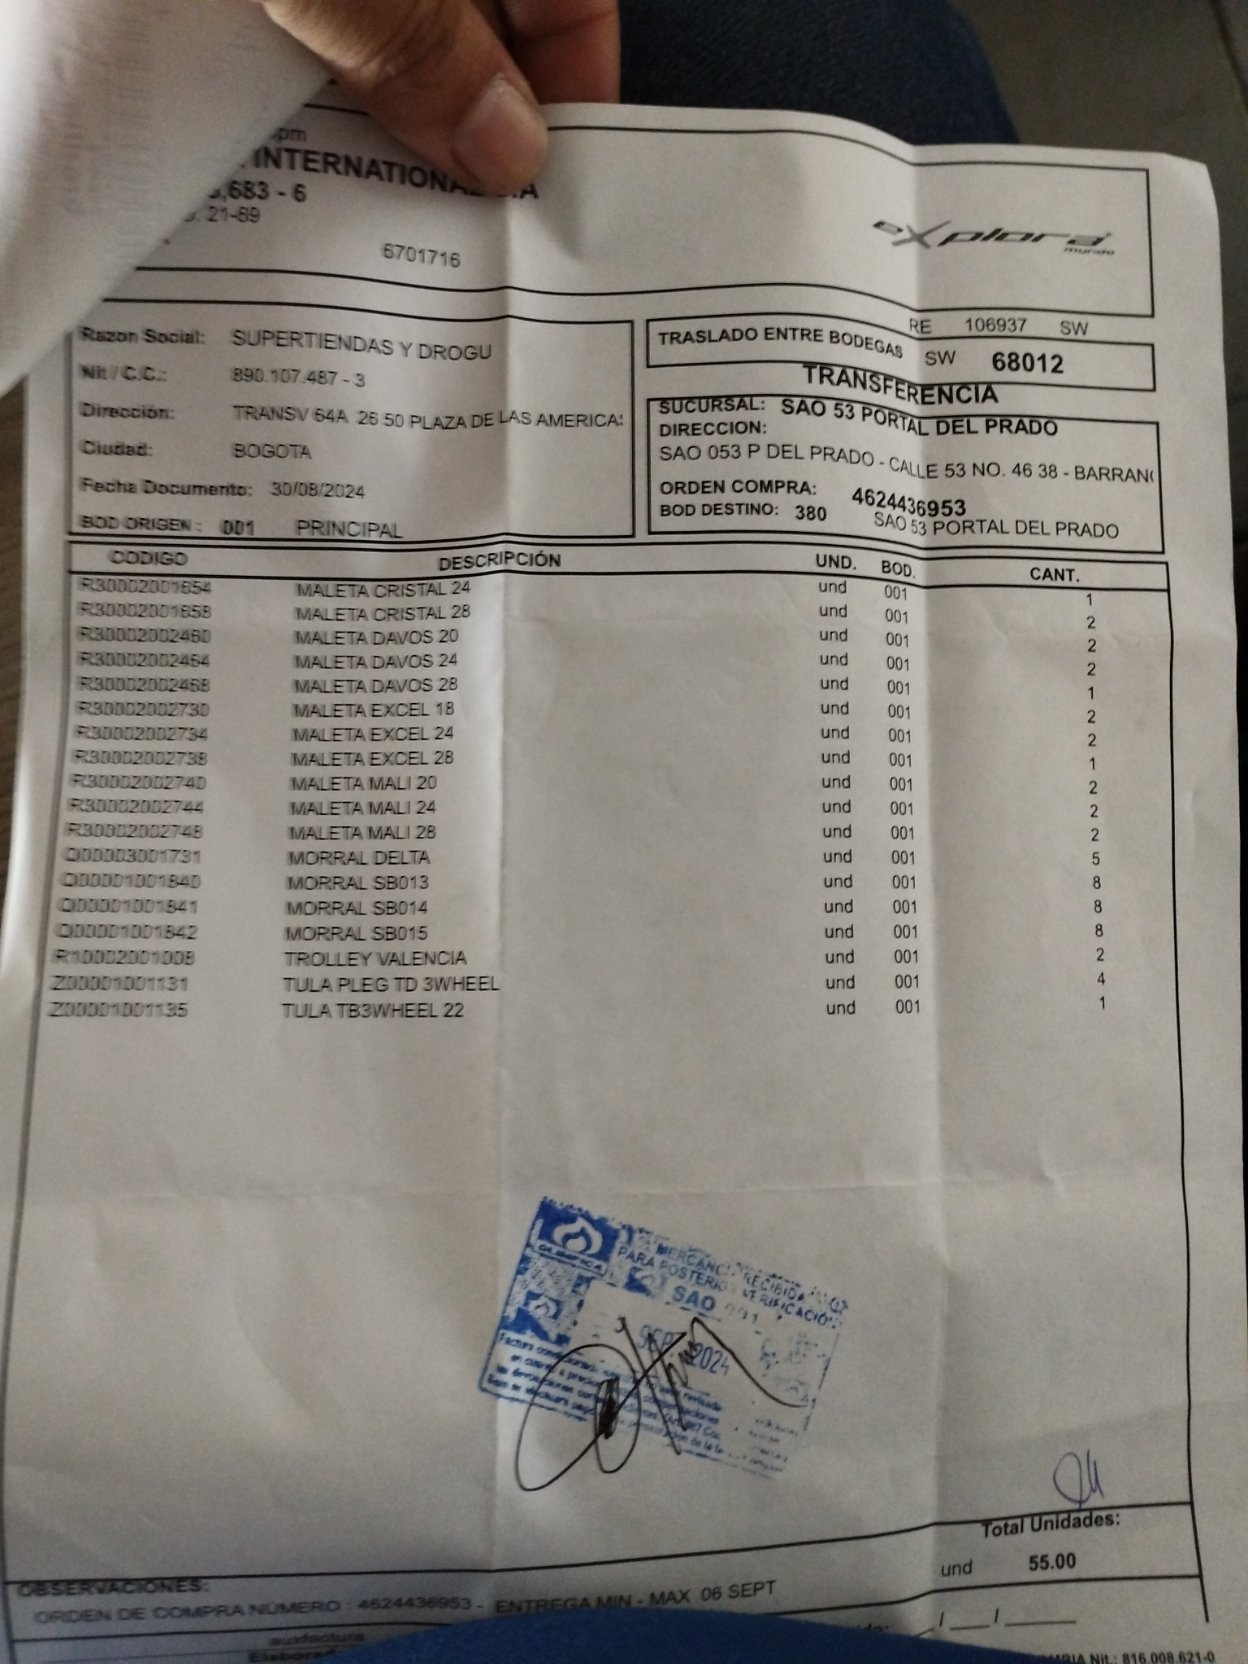 pm
INTERNATIONAL
,683 - 6
21-69
6701716
explora
mundo
Razon Social: SUPERTIENDAS Y DROGU
Nit / C.C.: 890.107.487 - 3
Dirección: TRANSV 64A 26 50 PLAZA DE LAS AMERICA
Ciudad: BOGOTA
Fecha Documento: 30/08/2024
BOD ORIGEN : 001 PRINCIPAL
RE 106937 SW
TRASLADO ENTRE BODEGAS SW 68012
TRANSFERENCIA
SUCURSAL: SAO 53 PORTAL DEL PRADO
DIRECCION:
SAO 053 P DEL PRADO - CALLE 53 NO. 46 38 - BARRAN
ORDEN COMPRA: 4624436953
BOD DESTINO: 380 SAO 53 PORTAL DEL PRADO
CODIGO DESCRIPCIÓN UND. BOD. CANT.
R30002001654 MALETA CRISTAL 24 und 001 1
R30002001658 MALETA CRISTAL 28 und 001 2
R30002002460 MALETA DAVOS 20 und 001 2
R30002002464 MALETA DAVOS 24 und 001 2
R30002002468 MALETA DAVOS 28 und 001 1
R30002002730 MALETA EXCEL 18 und 001 2
R30002002734 MALETA EXCEL 24 und 001 2
R30002002738 MALETA EXCEL 28 und 001 1
R30002002740 MALETA MALI 20 und 001 2
R30002002744 MALETA MALI 24 und 001 2
R30002002748 MALETA MALI 28 und 001 2
Q00003001731 MORRAL DELTA und 001 5
Q00001001840 MORRAL SB013 und 001 8
Q00001001841 MORRAL SB014 und 001 8
Q00001001842 MORRAL SB015 und 001 8
R10002001008 TROLLEY VALENCIA und 001 2
Z00001001131 TULA PLEG TD 3WHEEL und 001 4
Z00001001135 TULA TB3WHEEL 22 und 001 1
OLIMPICA
MERCANCIA RECIBIDA
PARA POSTERIOR VERIFICACIÓN
SAO
SEP 2024
Total Unidades:
und 55.00
OBSERVACIONES:
ORDEN DE COMPRA NÚMERO : 4624436953 - ENTREGA MIN - MAX 06 SEPT
auxfactura
Nit.: 816.008.621-0